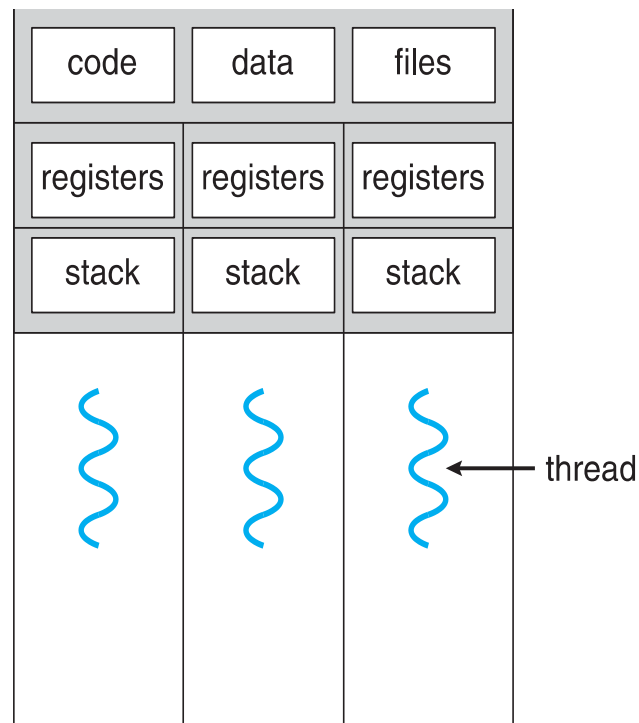 code data files
registers registers registers
stack stack stack
thread